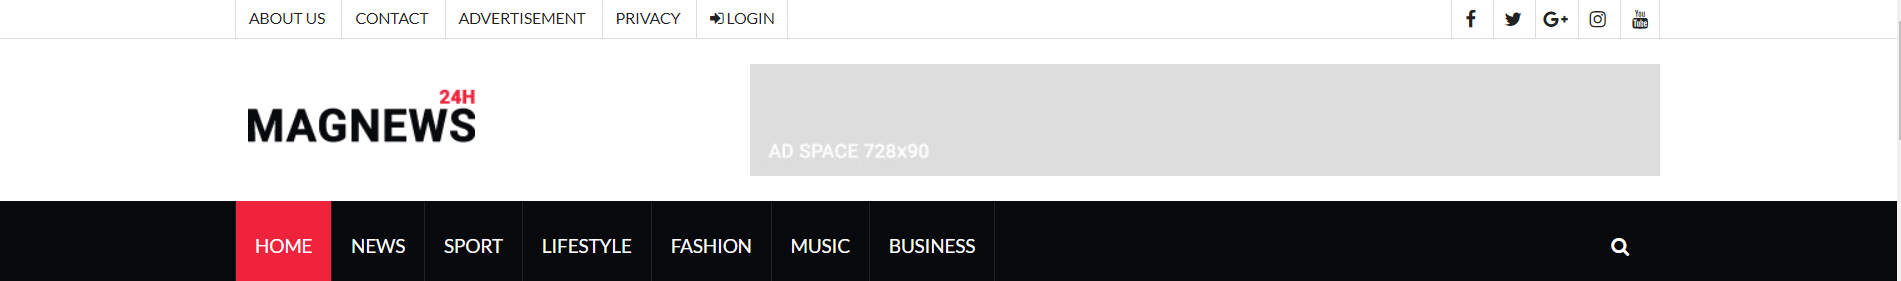 ABOUT US CONTACT ADVERTISEMENT PRIVACY LOGIN G+ You Tube
24H
MAGNEWS
AD SPACE 728x90
HOME NEWS SPORT LIFESTYLE FASHION MUSIC BUSINESS